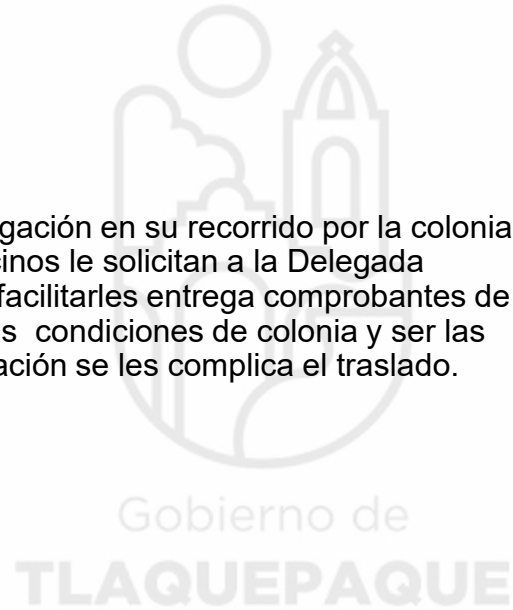 gación en su recorrido por la colonia
cinos le solicitan a la Delegada
facilitarles entrega comprobantes de
s condiciones de colonia y ser las
ación se les complica el traslado.
Gobierno de
TLAQUEPAQUE